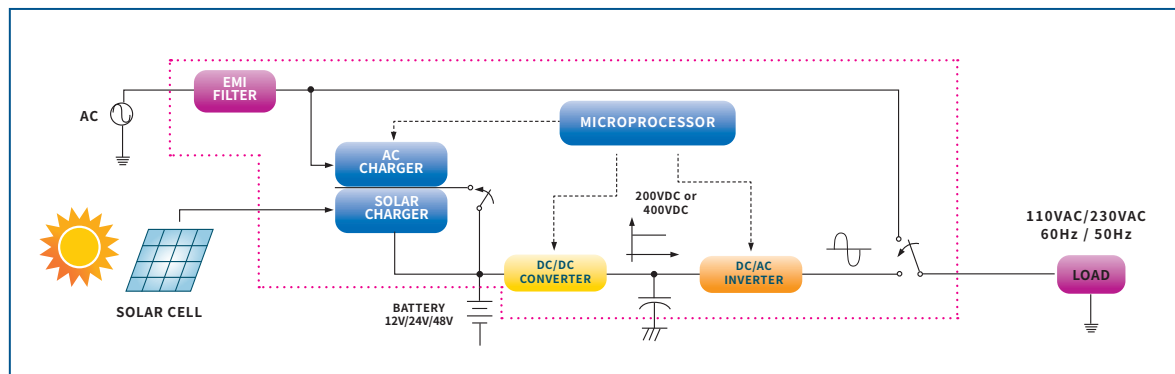 EMI
FILTER
AC
MICROPROCESSOR
AC
CHARGER
SOLAR
CHARGER
200VDC or
400VDC
110VAC/230VAC
60Hz / 50Hz
DC/DC
CONVERTER
DC/AC
INVERTER
LOAD
SOLAR CELL
BATTERY
12V/24V/48V